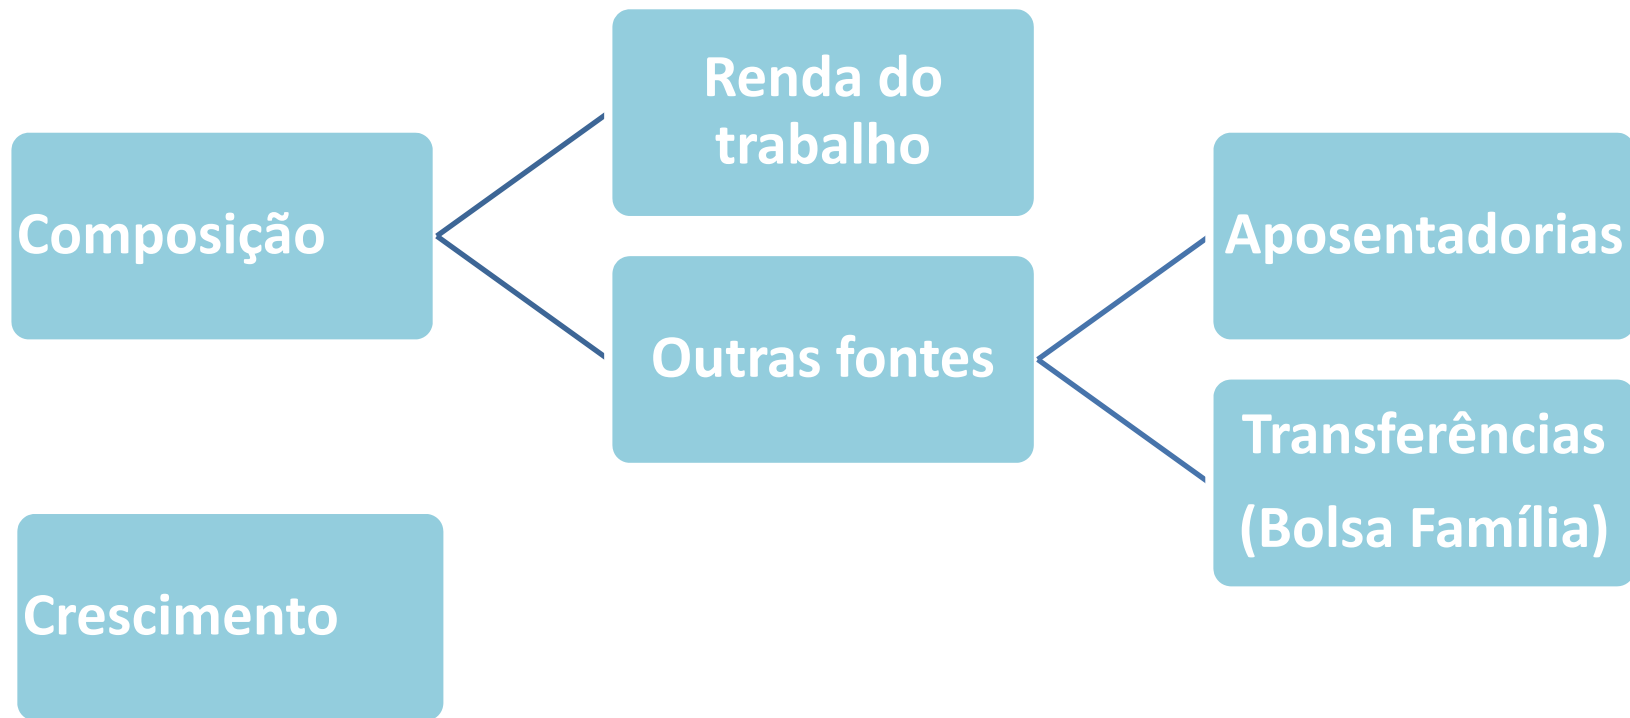 Composição
Renda do
trabalho
Outras fontes
Aposentadorias
Transferências
(Bolsa Família)
Crescimento